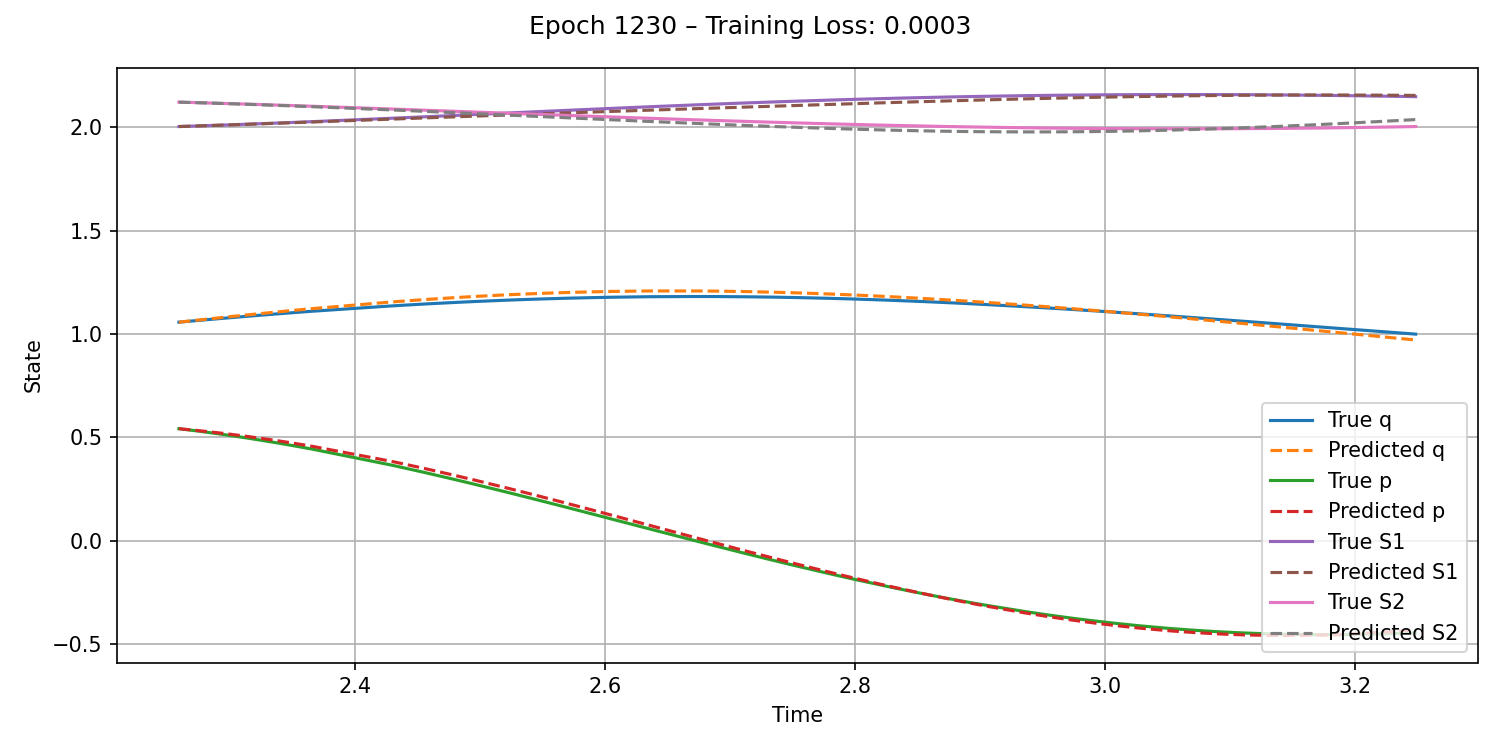 Epoch 1230 – Training Loss: 0.0003
2.0
1.5
1.0
0.5
0.0
−0.5
State
2.4 2.6 2.8 3.0 3.2
Time
True q
Predicted q
True p
Predicted p
True S1
Predicted S1
True S2
Predicted S2